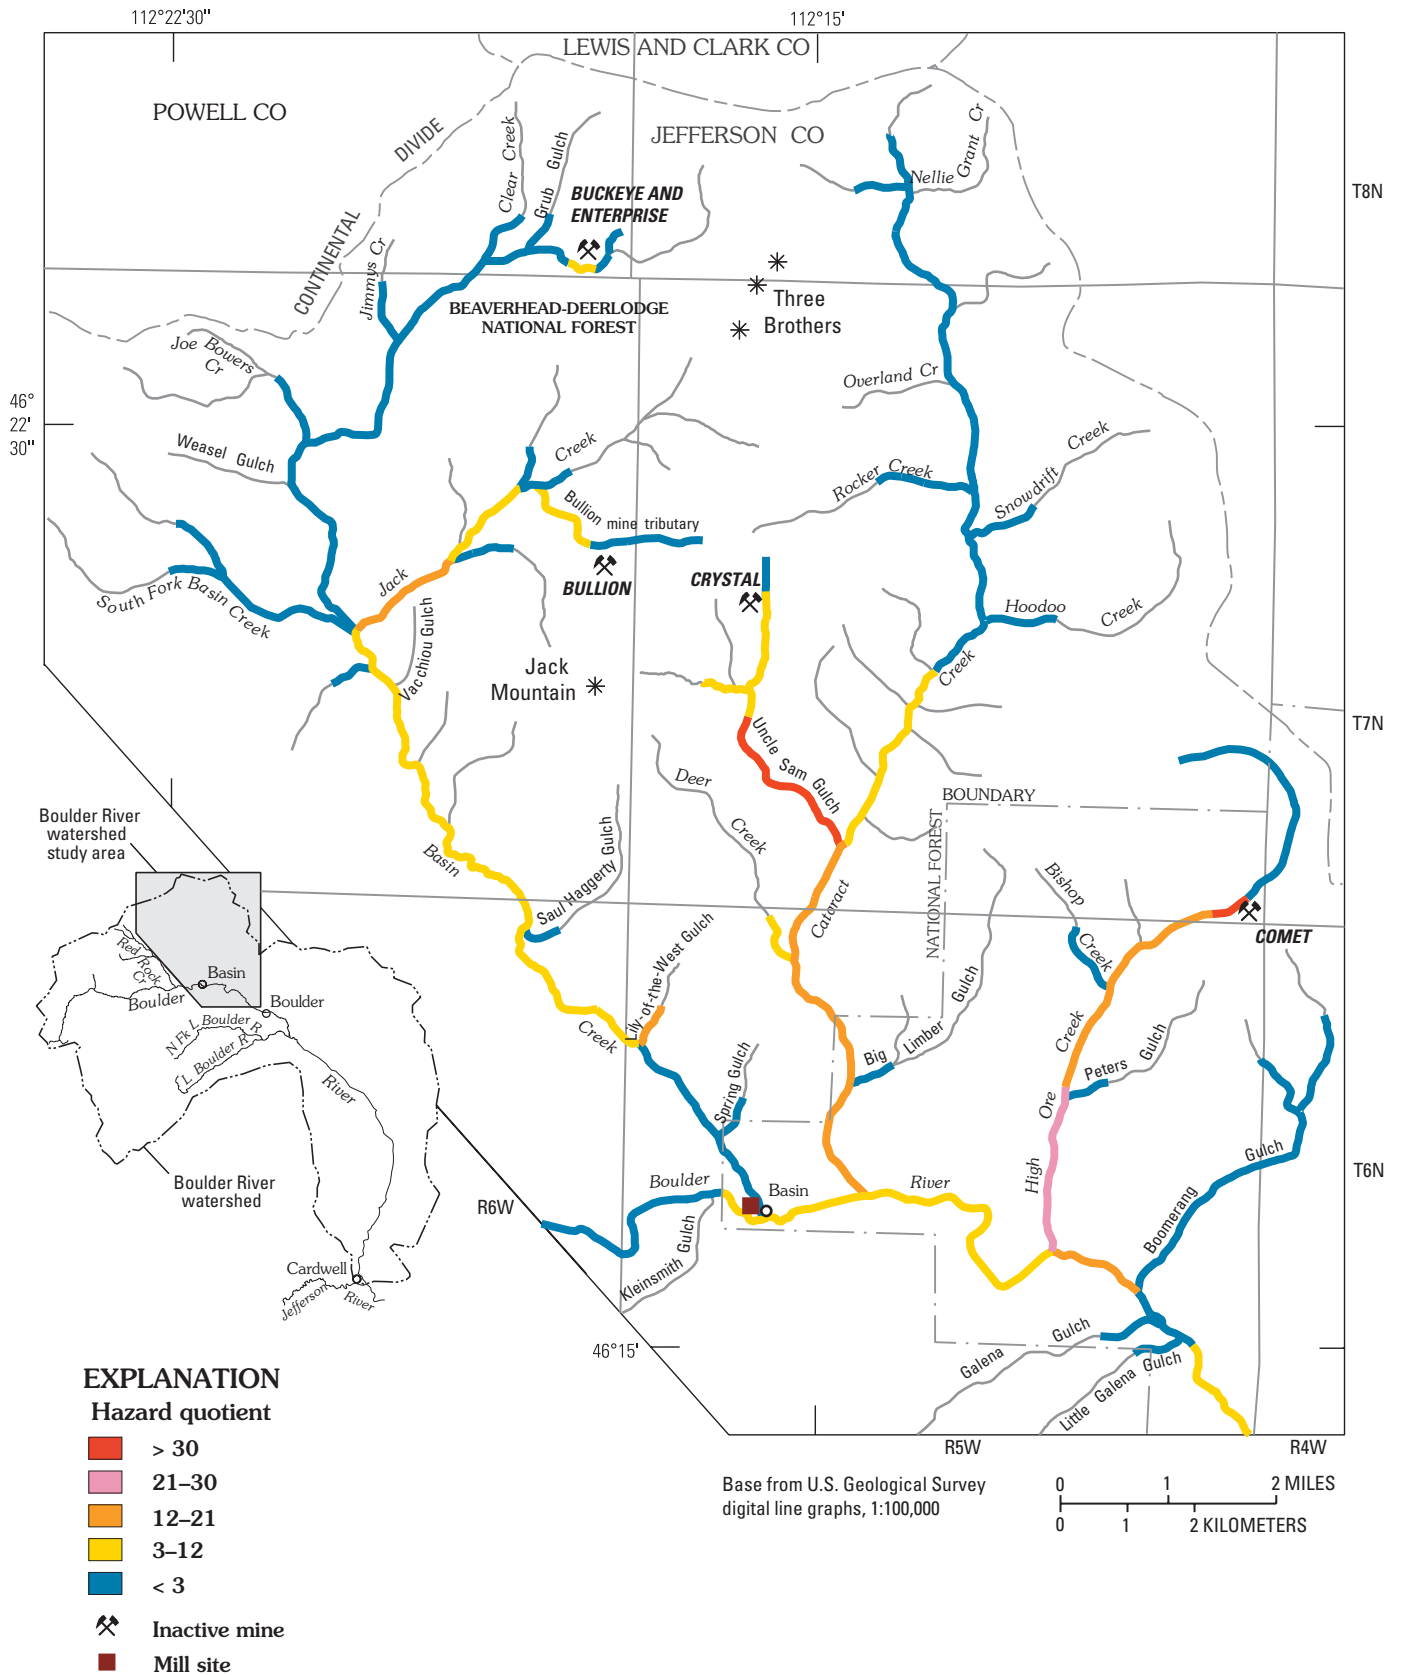 112°22'30"
112°15'
LEWIS AND CLARK CO
POWELL CO
JEFFERSON CO
CONTINENTAL
DIVIDE
Clear Creek
Grub Gulch
BUCKEYE AND
ENTERPRISE
Nellie
Grant Cr
T8N
Jimmys Cr
BEAVERHEAD-DEERLODGE
NATIONAL FOREST
Three
Brothers
Joe Bowers
Cr
Overland Cr
46°
22'
30"
Weasel Gulch
Creek
Bullion mine tributary
Rocker Creek
Snowdrift Creek
Jack
BULLION
CRYSTAL
South Fork Basin Creek
Vacchiou Gulch
Hoodoo Creek
Creek
Jack
Mountain
Uncle Sam Gulch
T7N
Deer
Creek
BOUNDARY
NATIONAL FOREST
Boulder River
watershed
study area
Basin
Saul Haggerty Gulch
Cataract
Bishop
Creek
COMET
Lily-of-the-West Gulch
Creek
Limber
Gulch
Big
Spring Gulch
Creek
Ore
High
Peters
Gulch
Red Rock
Cr
Basin
Boulder
Boulder
N Fk L Boulder R
L. Boulder R
River
Boulder River
watershed
Cardwell
Jefferson
River
R6W
Boulder
Kleinsmith Gulch
Basin
River
Boomerang
Gulch
T6N
46°15'
Galena
Gulch
Little Galena Gulch
R5W
R4W
EXPLANATION
Hazard quotient
> 30
21–30
12–21
3–12
< 3
Inactive mine
Mill site
Base from U.S. Geological Survey
digital line graphs, 1:100,000
0 1 2 MILES
0 1 2 KILOMETERS